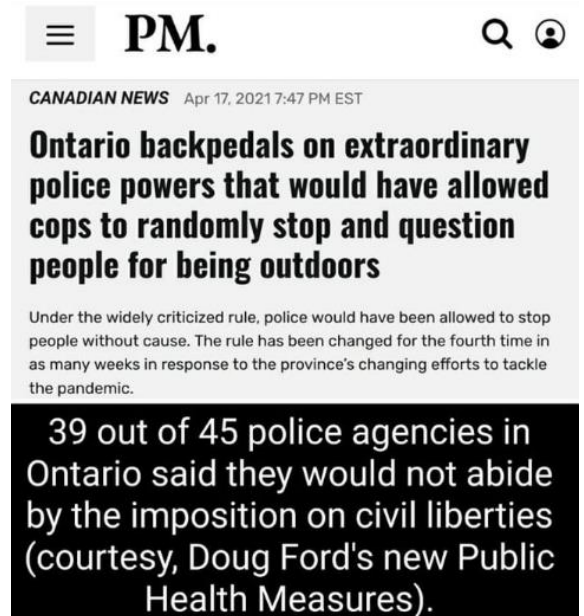 PM.
CANADIAN NEWS Apr 17, 2021 7:47 PM EST
Ontario backpedals on extraordinary
police powers that would have allowed
cops to randomly stop and question
people for being outdoors
Under the widely criticized rule, police would have been allowed to stop
people without cause. The rule has been changed for the fourth time in
as many weeks in response to the province's changing efforts to tackle
the pandemic.
39 out of 45 police agencies in
Ontario said they would not abide
by the imposition on civil liberties
(courtesy, Doug Ford's new Public
Health Measures).